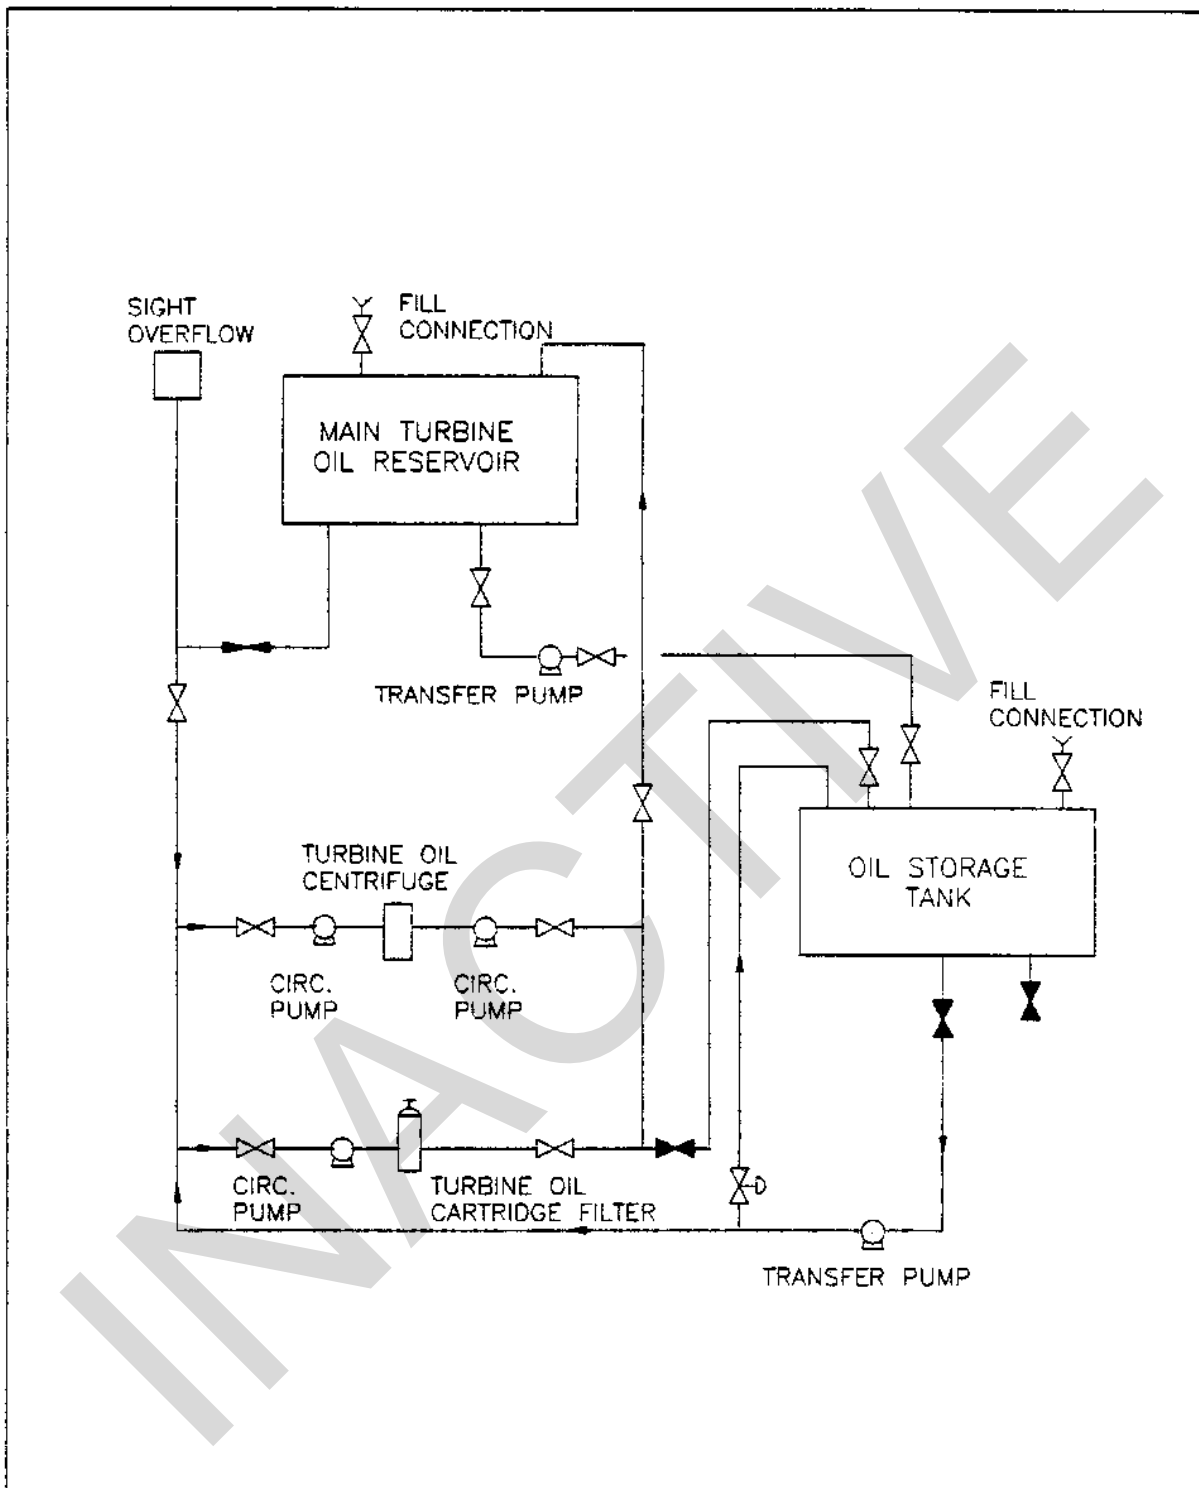 SIGHT
OVERFLOW
FILL
CONNECTION
MAIN TURBINE
OIL RESERVOIR
TRANSFER PUMP
FILL
CONNECTION
TURBINE OIL
CENTRIFUGE
OIL STORAGE
TANK
CIRC.
PUMP
CIRC.
PUMP
CIRC.
PUMP
TURBINE OIL
CARTRIDGE FILTER
TRANSFER PUMP
INACTIVE